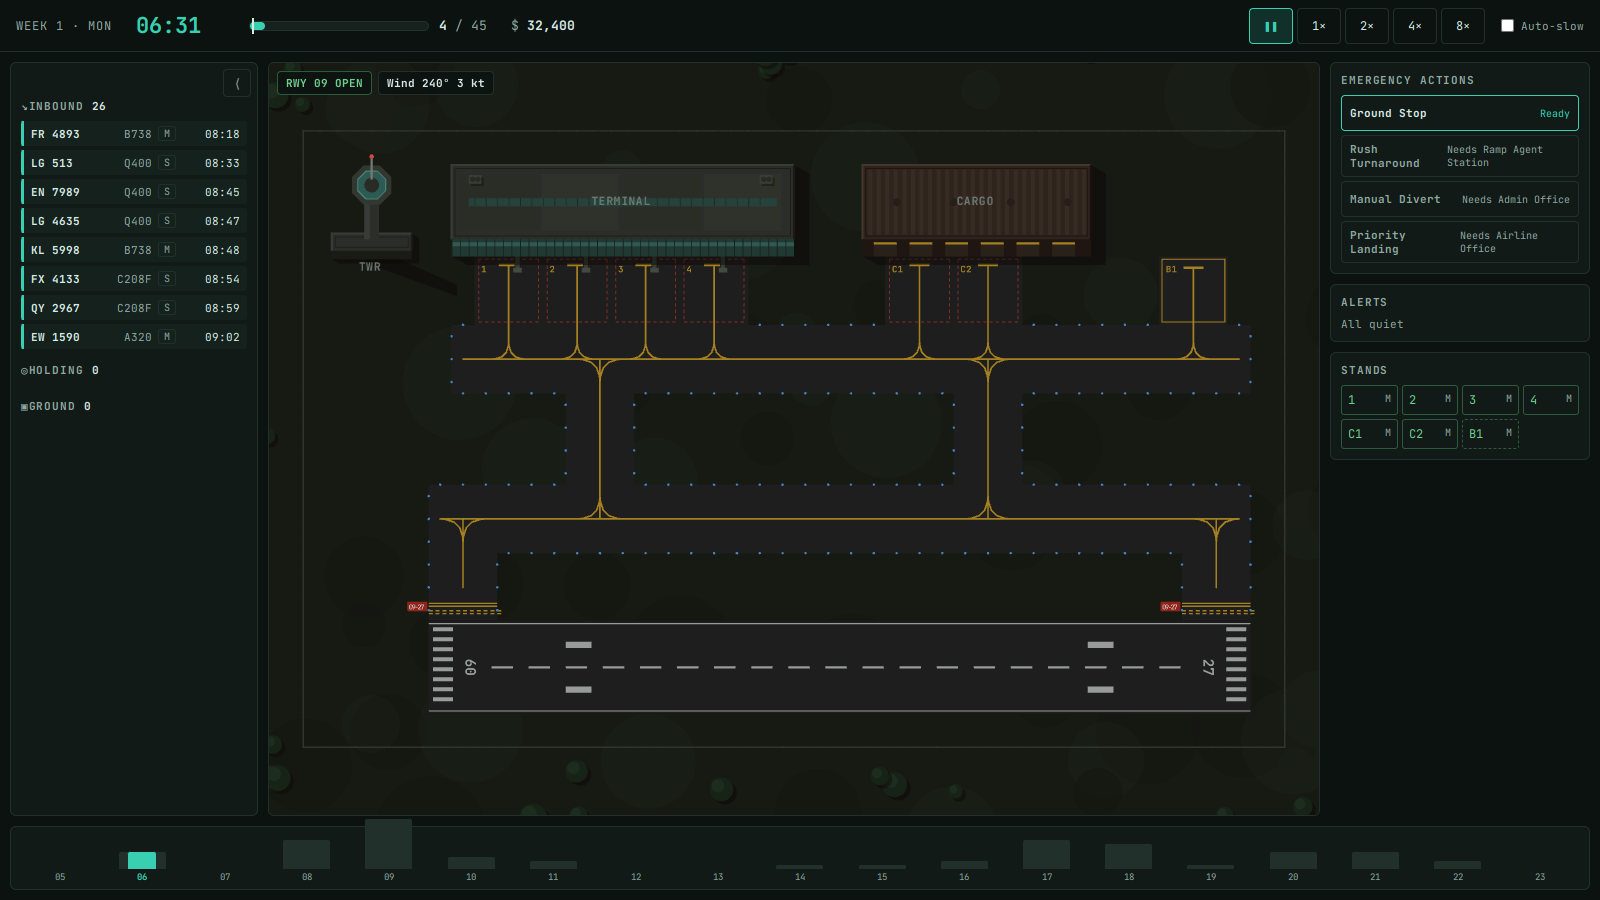 WEEK 1 · MON 06:31 4 / 45 $ 32,400 1× 2× 4× 8× Auto-slow
INBOUND 26
FR 4893 B738 M 08:18
LG 513 Q400 S 08:33
EN 7989 Q400 S 08:45
LG 4635 Q400 S 08:47
KL 5998 B738 M 08:48
FX 4133 C208F S 08:54
QY 2967 C208F S 08:59
EW 1590 A320 M 09:02
HOLDING 0
GROUND 0
RWY 09 OPEN Wind 240° 3 kt
TERMINAL
CARGO
TWR
1 2 3 4 C1 C2 B1
09-27 09-27
09 27
EMERGENCY ACTIONS
Ground Stop Ready
Rush Turnaround Needs Ramp Agent Station
Manual Divert Needs Admin Office
Priority Landing Needs Airline Office
ALERTS
All quiet
STANDS
1 M 2 M 3 M 4 M
C1 M C2 M B1 M
05 06 07 08 09 10 11 12 13 14 15 16 17 18 19 20 21 22 23